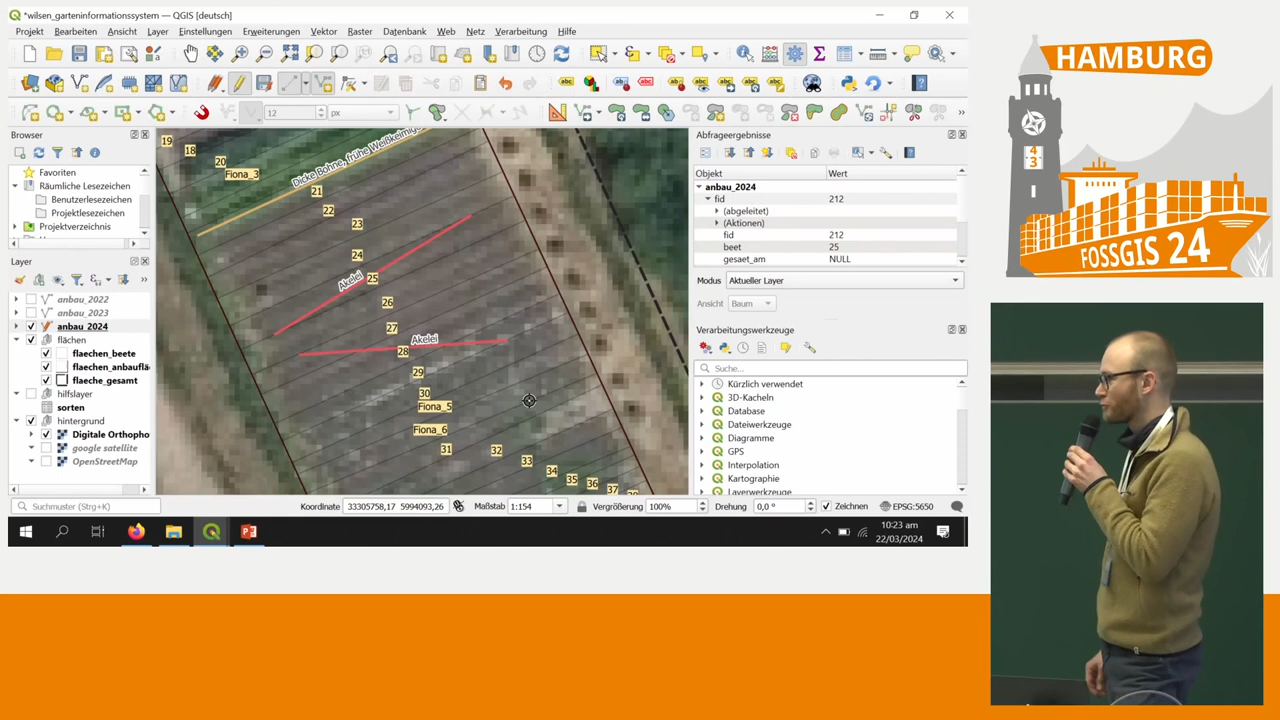 *wilsen_garteninformationssystem — QGIS [deutsch]
Projekt Bearbeiten Ansicht Layer Einstellungen Erweiterungen Vektor Raster Datenbank Web Netz Verarbeitung Hilfe
12 px
Browser
Favoriten
Räumliche Lesezeichen
Benutzerlesezeichen
Projektlesezeichen
Projektverzeichnis
Layer
anbau_2022
anbau_2023
anbau_2024
flächen
flaechen_beete
flaechen_anbauflä
flaeche_gesamt
hilfslayer
sorten
hintergrund
Digitale Orthopho
google satellite
OpenStreetMap
19
18
20
Fiona_3
Dicke Bohne, frühe Weißkeimige
21
22
23
24
Akelei
25
26
27
Akelei
28
29
30
Fiona_5
Fiona_6
31
32
33
34
35
36
37
Abfrageergebnisse
Objekt Wert
anbau_2024
fid 212
(abgeleitet)
(Aktionen)
fid 212
beet 25
gesaet_am NULL
Modus Aktueller Layer
Ansicht Baum
Verarbeitungswerkzeuge
Suche...
Kürzlich verwendet
3D-Kacheln
Database
Dateiwerkzeuge
Diagramme
GPS
Interpolation
Kartographie
Layerwerkzeuge
Suchmuster (Strg+K)
Koordinate 33305758,17 5994093,26 Maßstab 1:154 Vergrößerung 100% Drehung 0,0 ° Zeichnen EPSG:5650
10:23 am
22/03/2024
HAMBURG
4
3
FOSSGIS 24